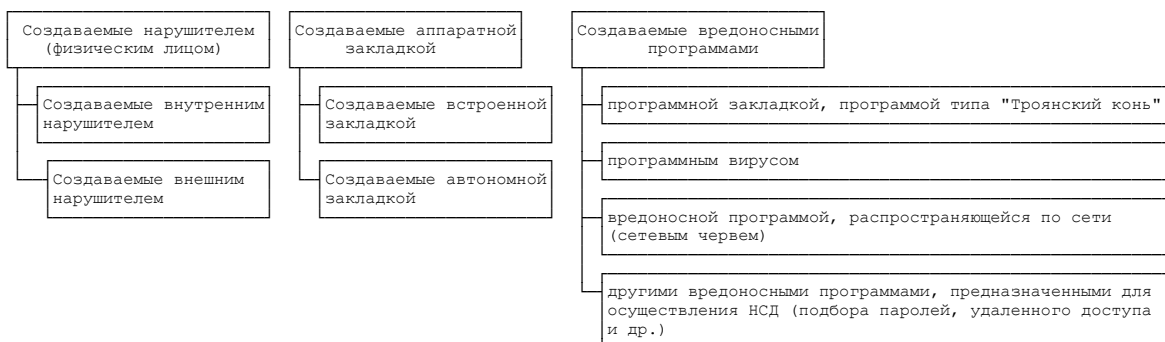 Создаваемые нарушителем
(физическим лицом)
Создаваемые внутренним
нарушителем
Создаваемые внешним
нарушителем
Создаваемые аппаратной
закладкой
Создаваемые встроенной
закладкой
Создаваемые автономной
закладкой
Создаваемые вредоносными
программами
программной закладкой, программой типа "Троянский конь"
программным вирусом
вредоносной программой, распространяющейся по сети
(сетевым червем)
другими вредоносными программами, предназначенными для
осуществления НСД (подбора паролей, удаленного доступа
и др.)